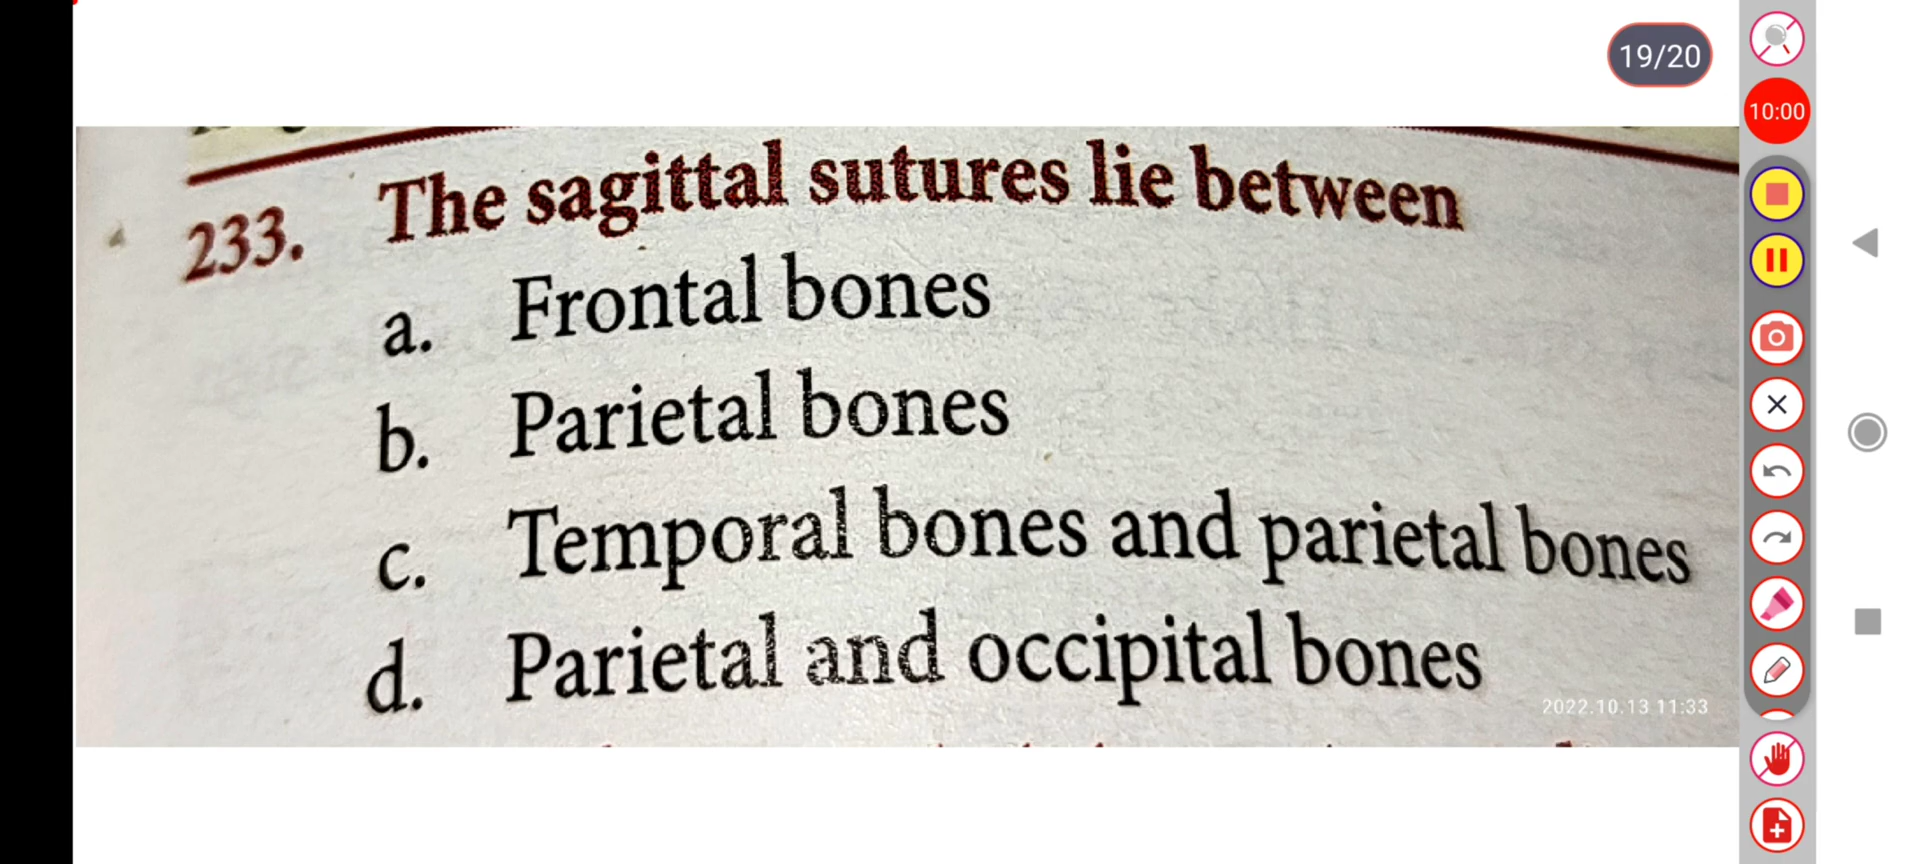 19/20
10:00
233. The sagittal sutures lie between
a. Frontal bones
b. Parietal bones
c. Temporal bones and parietal bones
d. Parietal and occipital bones
2022.10.13 11:33